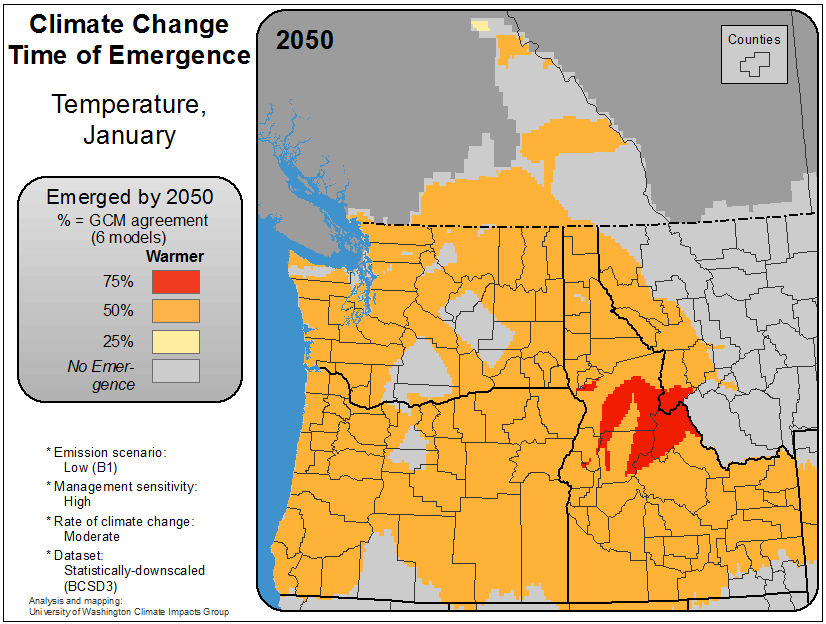 Climate Change
Time of Emergence
Temperature,
January
Emerged by 2050
% = GCM agreement
(6 models)
Warmer
75%
50%
25%
No Emer-
gence
* Emission scenario:
Low (B1)
* Management sensitivity:
High
* Rate of climate change:
Moderate
* Dataset:
Statistically-downscaled
(BCSD3)
Analysis and mapping:
University of Washington Climate Impacts Group
2050
Counties